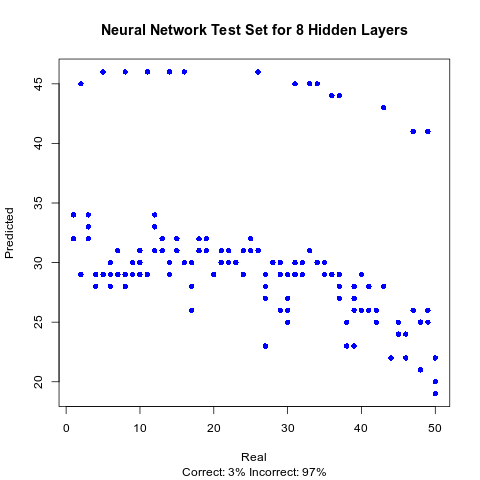 Neural Network Test Set for 8 Hidden Layers
Predicted
45
40
35
30
25
20
0 10 20 30 40 50
Real
Correct: 3% Incorrect: 97%